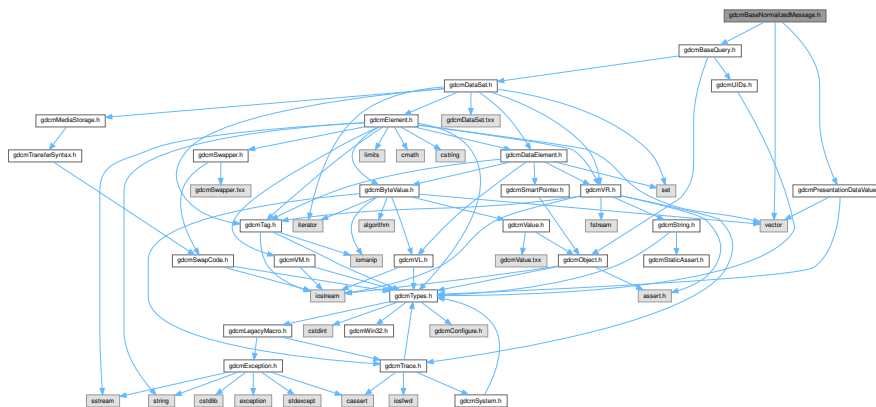 gdcmBaseNormalizedMessage.h
gdcmBaseQuery.h
gdcmDataSet.h
gdcmUIDs.h
gdcmMediaStorage.h
gdcmElement.h
gdcmDataSet.txx
gdcmTransferSyntax.h
gdcmSwapper.h
limits
cmath
cstring
gdcmDataElement.h
gdcmSwapper.txx
gdcmByteValue.h
gdcmSmartPointer.h
gdcmVR.h
set
gdcmPresentationDataValue
gdcmTag.h
iterator
algorithm
gdcmValue.h
fstream
gdcmString.h
vector
gdcmSwapCode.h
gdcmVM.h
iomanip
gdcmVL.h
gdcmValue.txx
gdcmObject.h
gdcmStaticAssert.h
iostream
gdcmTypes.h
assert.h
gdcmLegacyMacro.h
cstdint
gdcmWin32.h
gdcmConfigure.h
gdcmException.h
gdcmTrace.h
sstream
string
cstdlib
exception
stdexcept
cassert
iosfwd
gdcmSystem.h